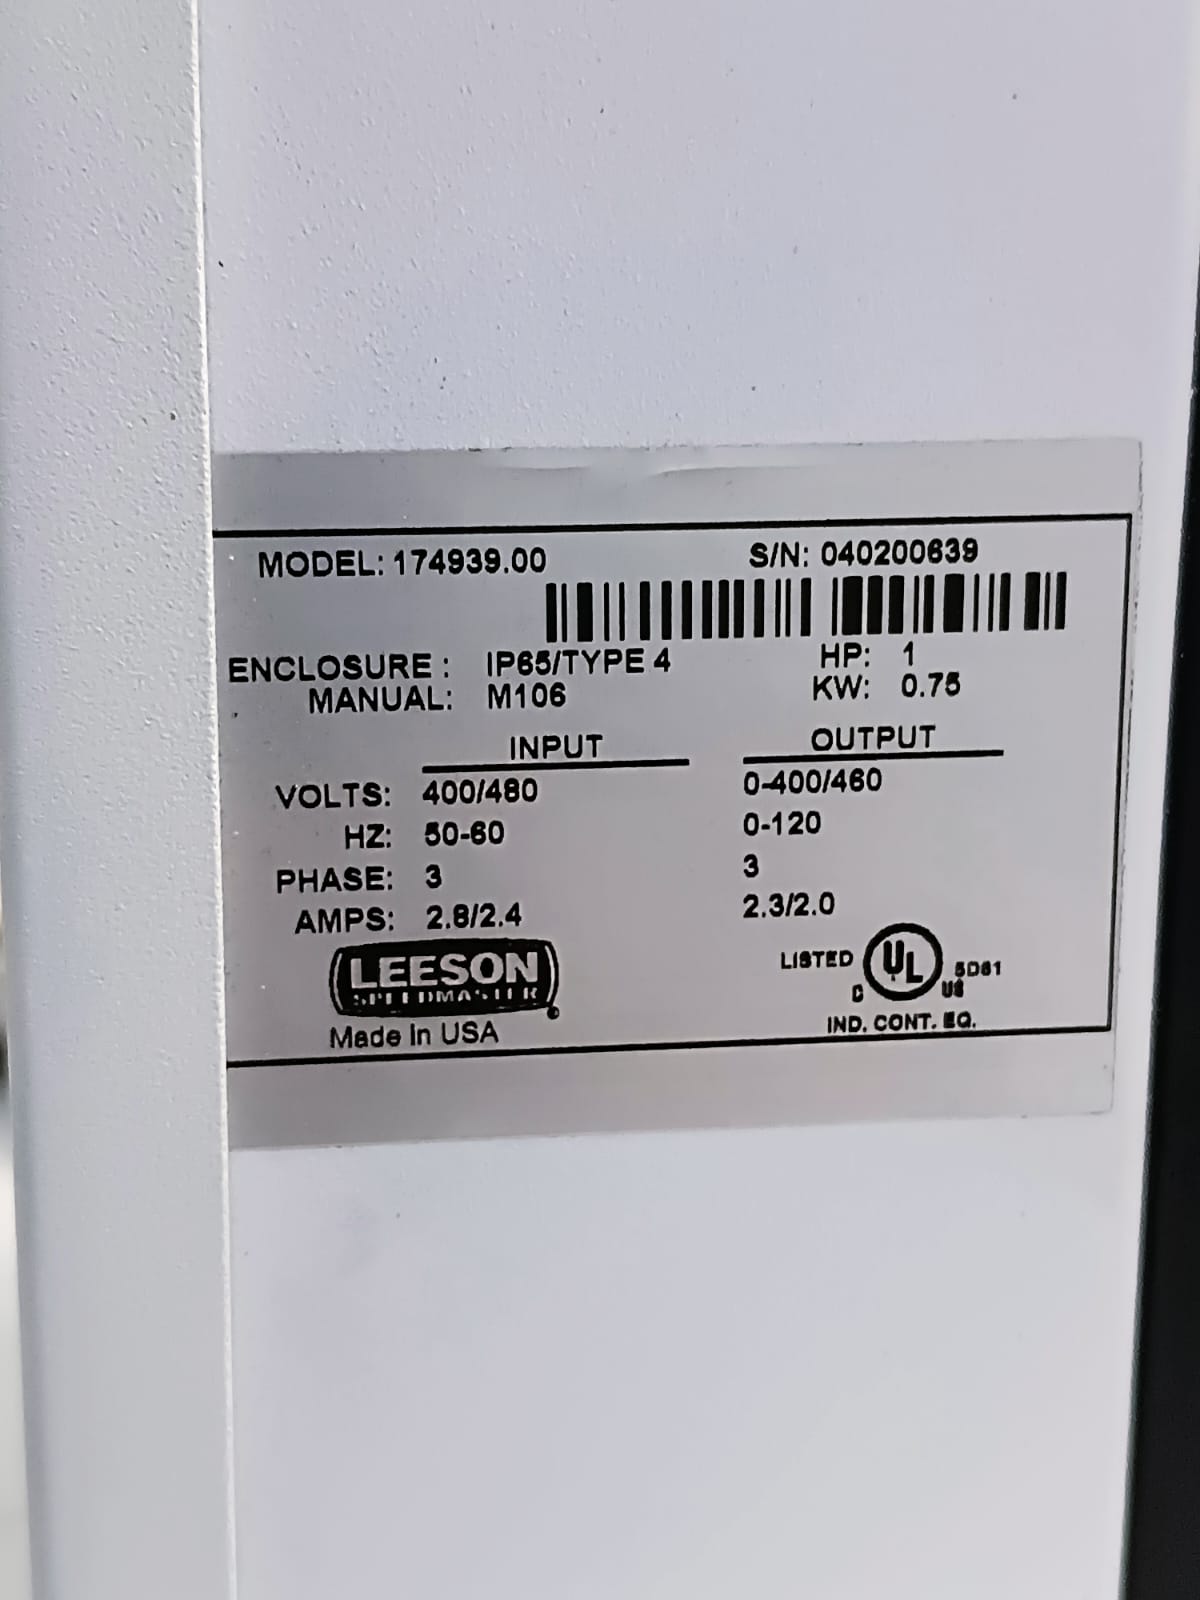 MODEL: 174939.00 S/N: 040200639
ENCLOSURE : IP65/TYPE 4 HP: 1
MANUAL: M106 KW: 0.75
INPUT OUTPUT
VOLTS: 400/480 0-400/460
HZ: 50-60 0-120
PHASE: 3 3
AMPS: 2.8/2.4 2.3/2.0
LEESON
SPEEDMASTER
®
Made in USA
LISTED
C UL US
5D81
IND. CONT. EQ.